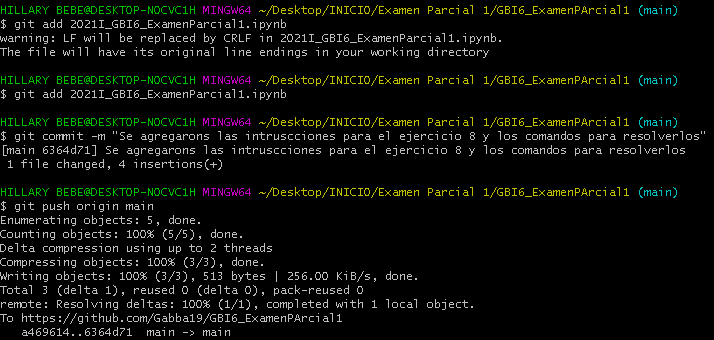 HILLARY BEBE@DESKTOP-NOCVC1H MINGW64 ~/Desktop/INICIO/Examen Parcial 1/GBI6_ExamenPArcial1 (main)
$ git add 2021I_GBI6_ExamenParcial1.ipynb
warning: LF will be replaced by CRLF in 2021I_GBI6_ExamenParcial1.ipynb.
The file will have its original line endings in your working directory
HILLARY BEBE@DESKTOP-NOCVC1H MINGW64 ~/Desktop/INICIO/Examen Parcial 1/GBI6_ExamenPArcial1 (main)
$ git add 2021I_GBI6_ExamenParcial1.ipynb
HILLARY BEBE@DESKTOP-NOCVC1H MINGW64 ~/Desktop/INICIO/Examen Parcial 1/GBI6_ExamenPArcial1 (main)
$ git commit -m "Se agregarons las intruscciones para el ejercicio 8 y los comandos para resolverlos"
[main 6364d71] Se agregarons las intruscciones para el ejercicio 8 y los comandos para resolverlos
1 file changed, 4 insertions(+)
HILLARY BEBE@DESKTOP-NOCVC1H MINGW64 ~/Desktop/INICIO/Examen Parcial 1/GBI6_ExamenPArcial1 (main)
$ git push origin main
Enumerating objects: 5, done.
Counting objects: 100% (5/5), done.
Delta compression using up to 2 threads
Compressing objects: 100% (3/3), done.
Writing objects: 100% (3/3), 513 bytes | 256.00 KiB/s, done.
Total 3 (delta 1), reused 0 (delta 0), pack-reused 0
remote: Resolving deltas: 100% (1/1), completed with 1 local object.
To https://github.com/Gabba19/GBI6_ExamenPArcial1
a469614..6364d71  main -> main